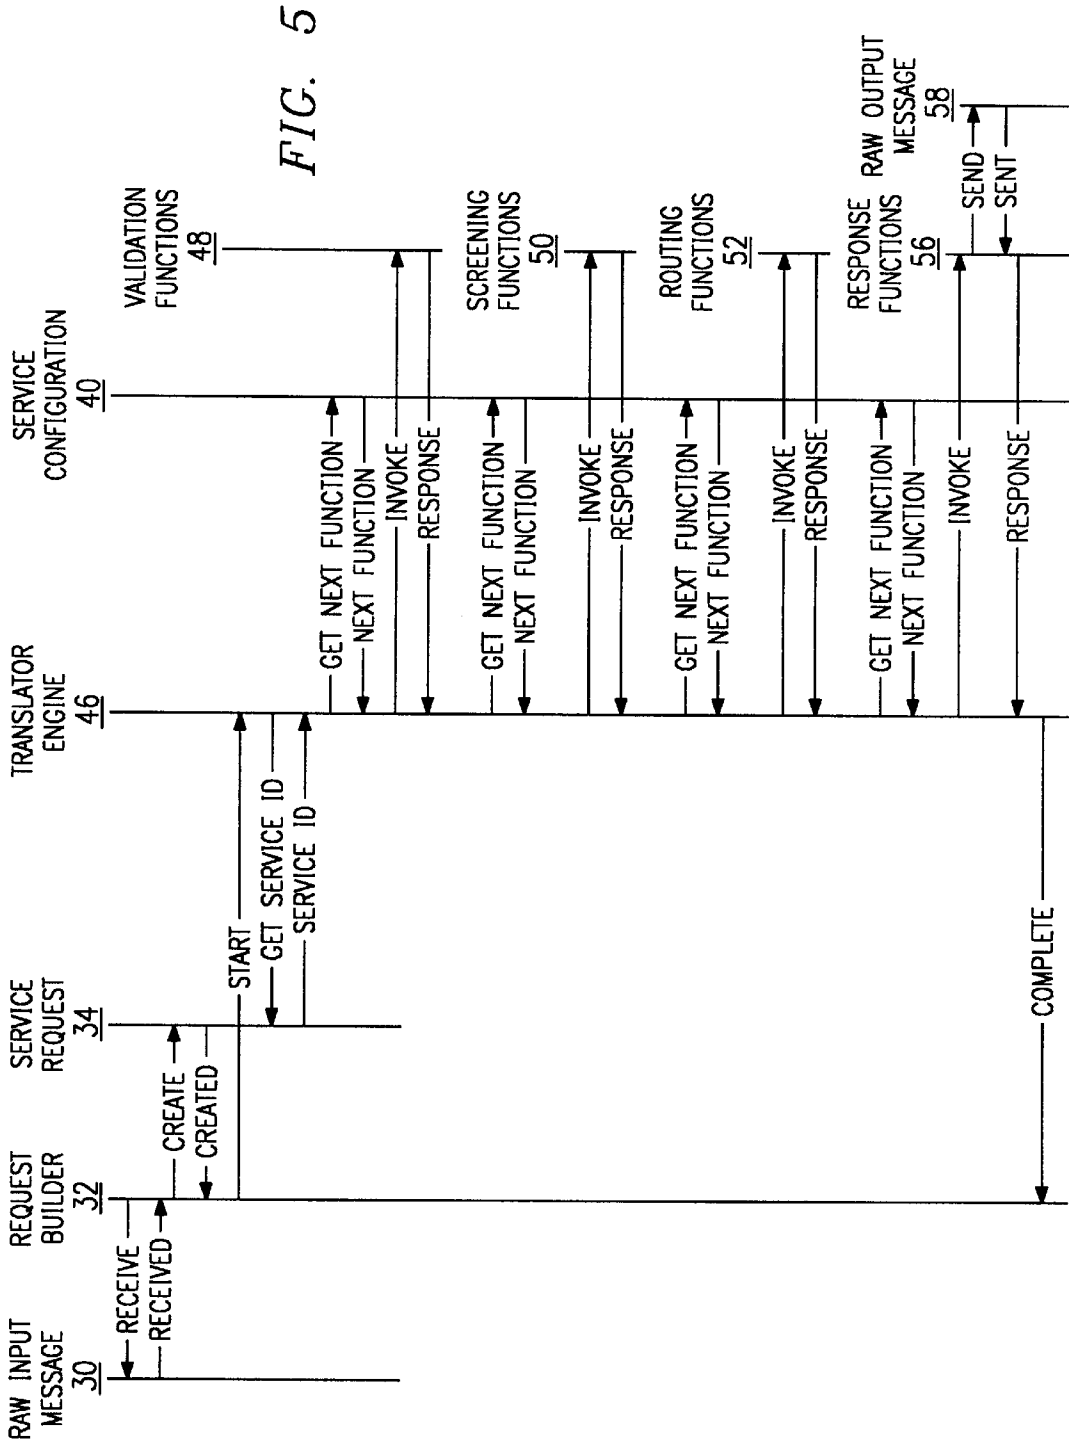 RAW INPUT
MESSAGE
30
REQUEST
BUILDER
32
SERVICE
REQUEST
34
TRANSLATOR
ENGINE
46
SERVICE
CONFIGURATION
40
RECEIVE
RECEIVED
CREATE
CREATED
START
GET SERVICE ID
SERVICE ID
VALIDATION
FUNCTIONS
48
GET NEXT FUNCTION
NEXT FUNCTION
INVOKE
RESPONSE
SCREENING
FUNCTIONS
50
GET NEXT FUNCTION
NEXT FUNCTION
INVOKE
RESPONSE
ROUTING
FUNCTIONS
52
GET NEXT FUNCTION
NEXT FUNCTION
INVOKE
RESPONSE
RESPONSE
FUNCTIONS
56
RAW OUTPUT
MESSAGE
58
GET NEXT FUNCTION
NEXT FUNCTION
INVOKE
SEND
SENT
RESPONSE
COMPLETE
FIG. 5